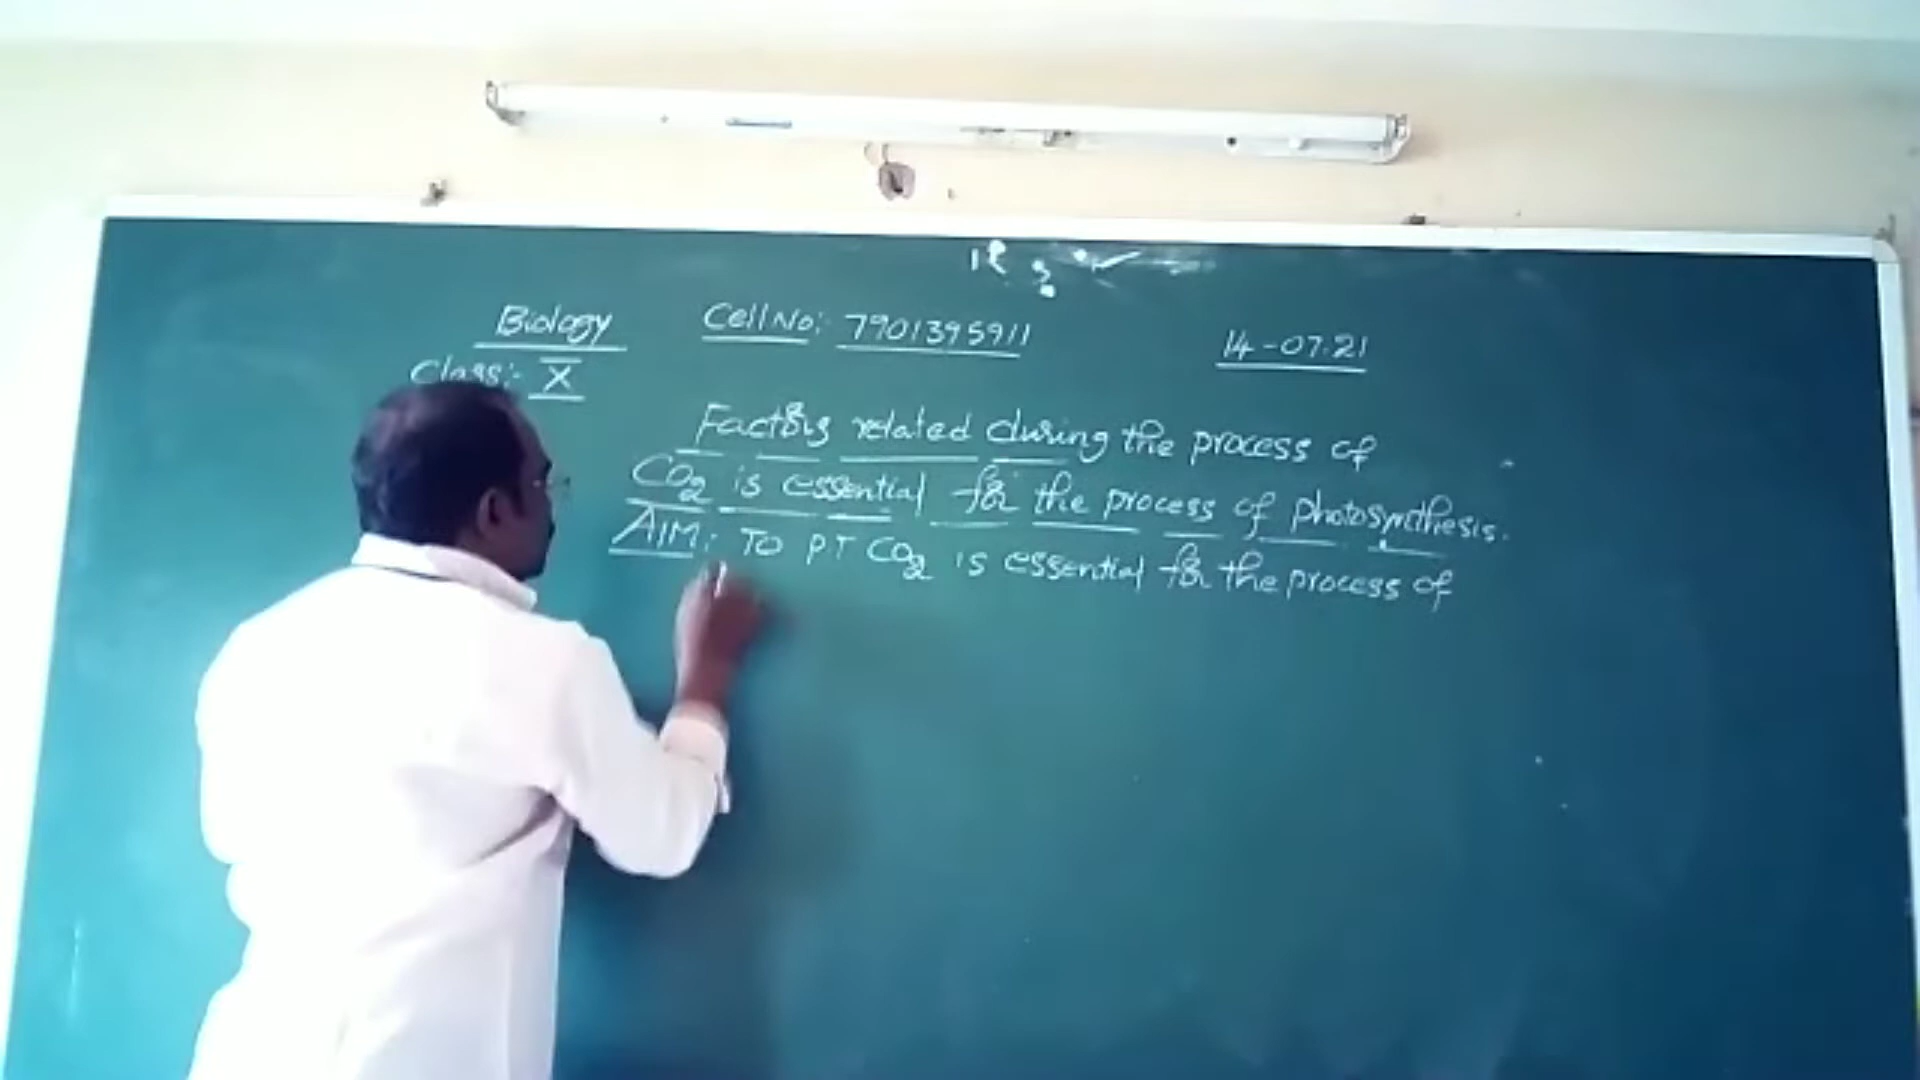 Biology Cell No:- 7901395911 14-07-21
Class:- X
Factors related during the process of
CO2 is essential for the process of photosynthesis.
AIM:- TO PT CO2 is essential for the process of